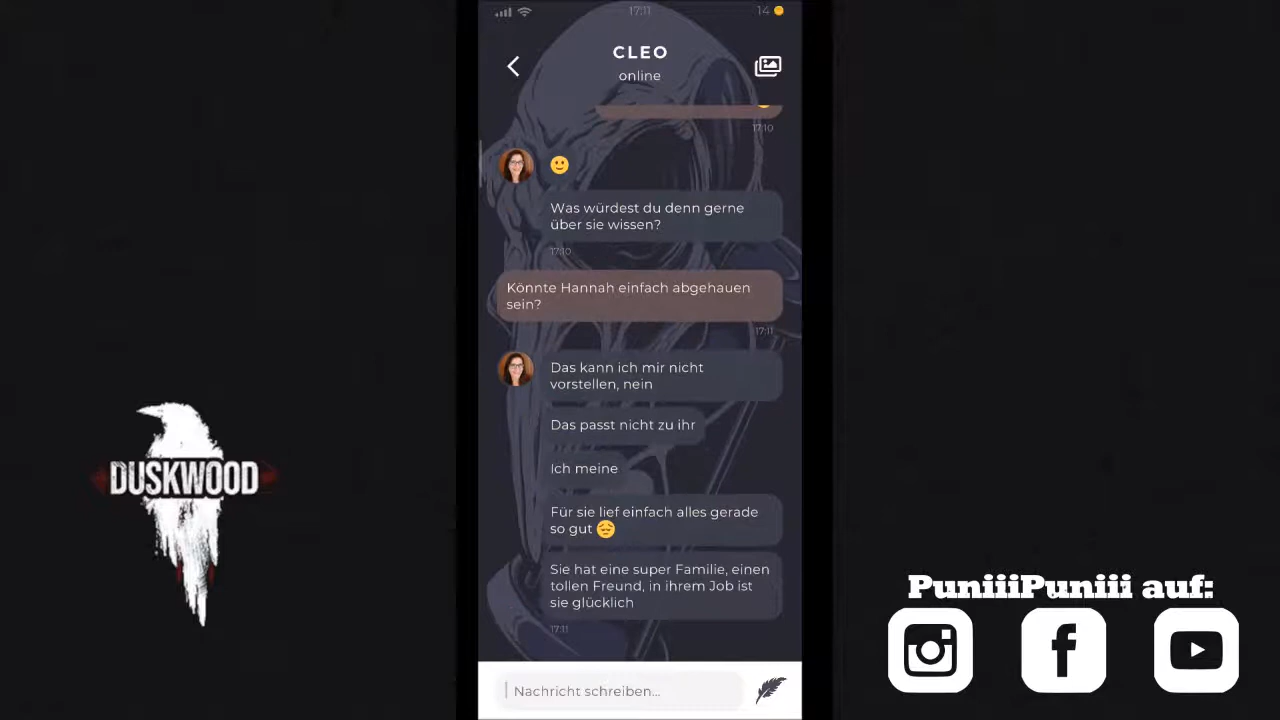 17:11
14
CLEO
online
17:10
🙂
Was würdest du denn gerne
über sie wissen?
17:10
Könnte Hannah einfach abgehauen
sein?
17:11
Das kann ich mir nicht
vorstellen, nein
Das passt nicht zu ihr
Ich meine
Für sie lief einfach alles gerade
so gut 😔
Sie hat eine super Familie, einen
tollen Freund, in ihrem Job ist
sie glücklich
17:11
Nachricht schreiben...
DUSKWOOD
PuniiiPuniii auf: